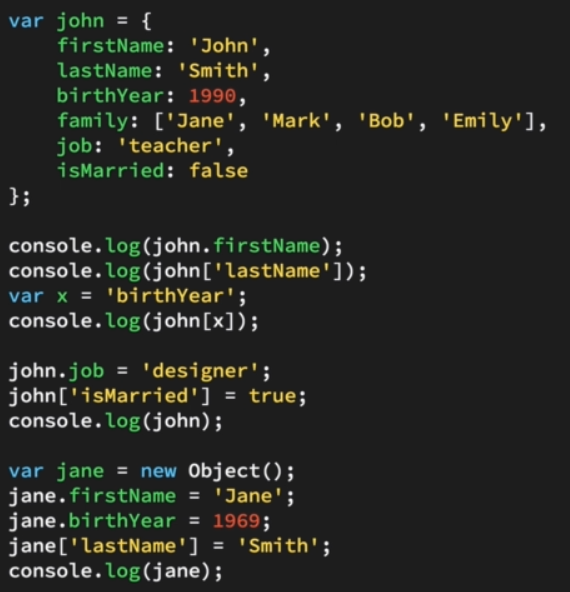 var john = {
    firstName: 'John',
    lastName: 'Smith',
    birthYear: 1990,
    family: ['Jane', 'Mark', 'Bob', 'Emily'],
    job: 'teacher',
    isMarried: false
};

console.log(john.firstName);
console.log(john['lastName']);
var x = 'birthYear';
console.log(john[x]);

john.job = 'designer';
john['isMarried'] = true;
console.log(john);

var jane = new Object();
jane.firstName = 'Jane';
jane.birthYear = 1969;
jane['lastName'] = 'Smith';
console.log(jane);